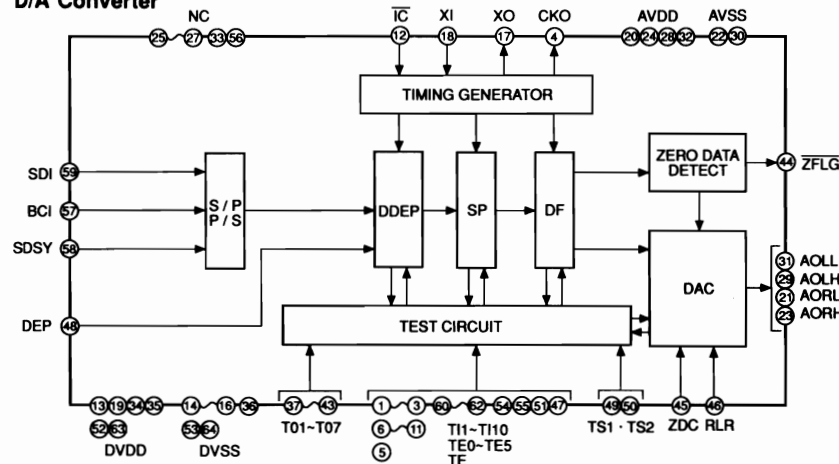 D/A Converter
NC
IC
XI
XO
CKO
AVDD
AVSS
25 27 33 56
12
18
17
4
20 24 28 32
22 30
TIMING GENERATOR
SDI 59
BCI 57
SDSY 58
DEP 48
S / P
P / S
DDEP
SP
DF
ZERO DATA
DETECT
44 ZFLG
DAC
31 AOLL
29 AOLH
21 AORL
23 AORH
TEST CIRCUIT
13 19 34 35
52 63
DVDD
14 16 36
53 64
DVSS
37 43
T01~T07
1 3 60 62 54 55 51 47
6 11
5
TI1~TI10
TE0~TE5
TE
49 50
TS1 · TS2
45
ZDC
46
RLR